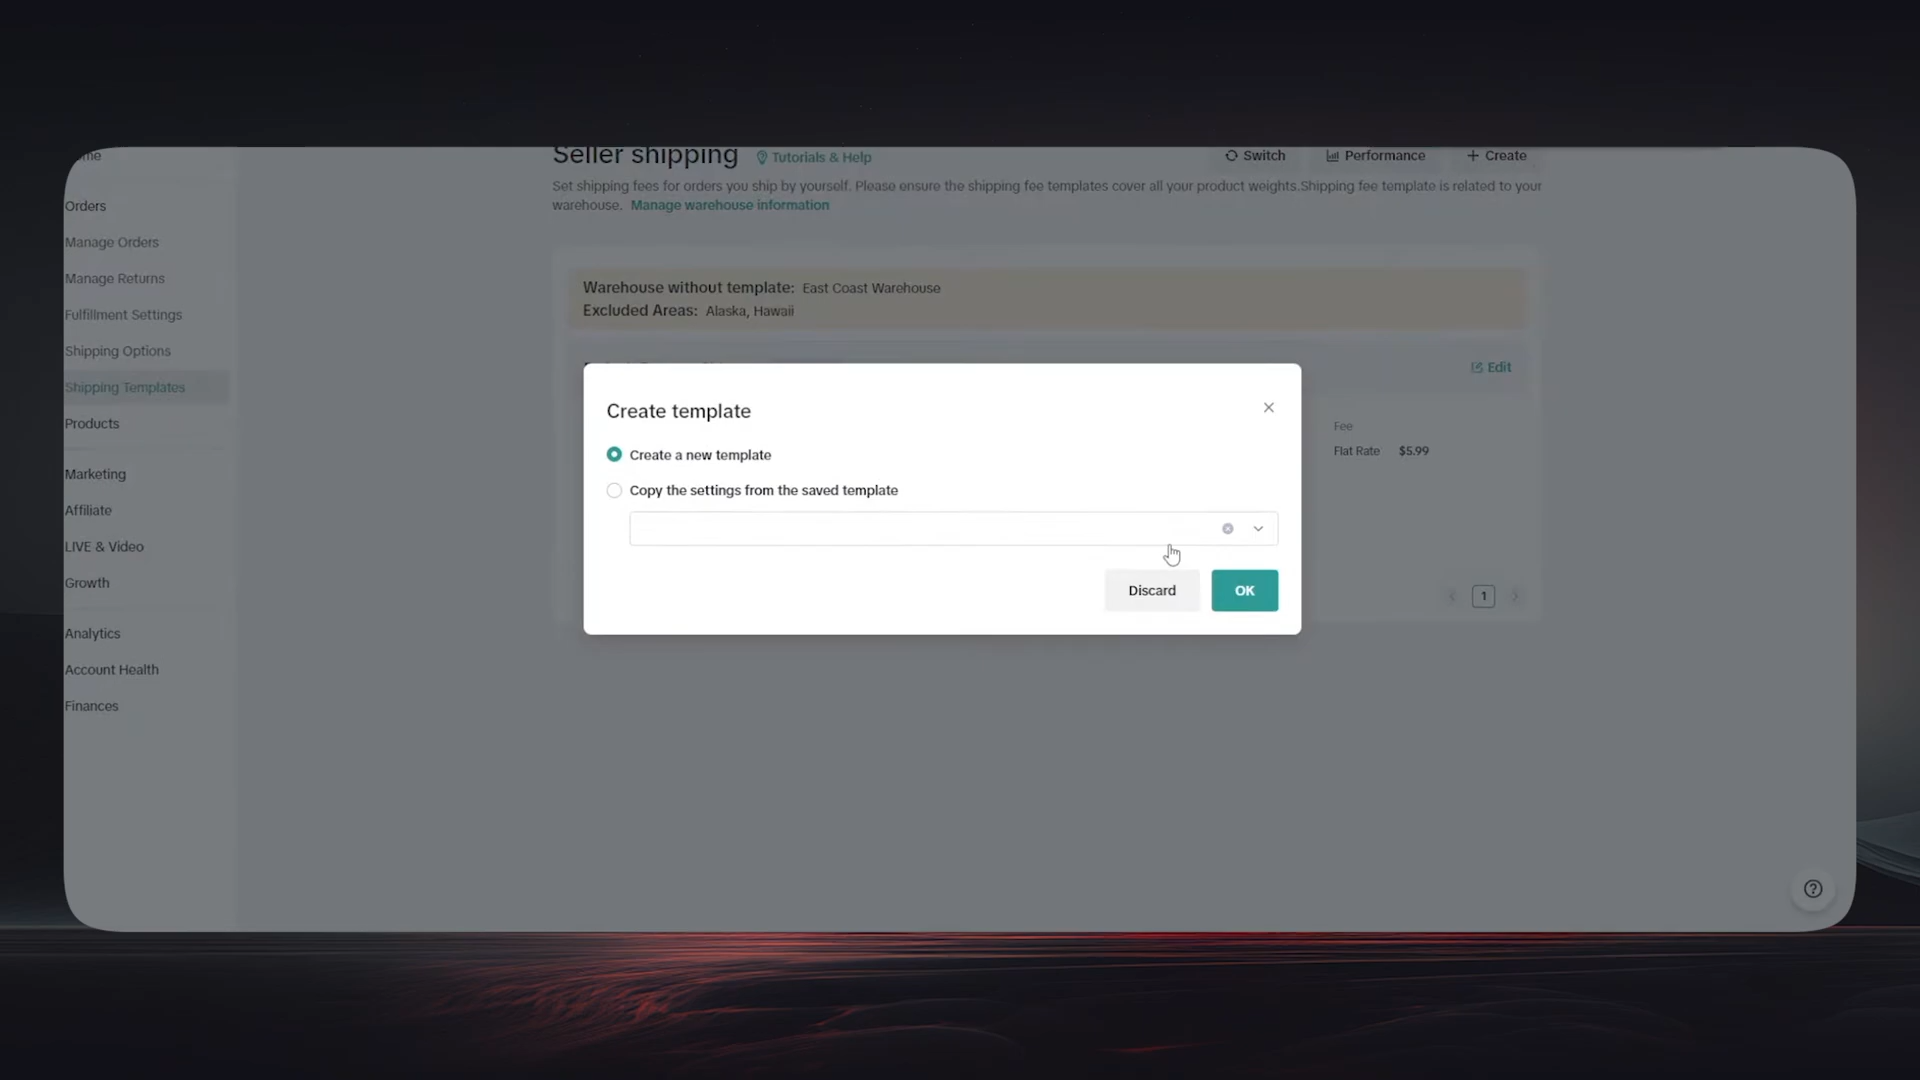 Seller shipping Tutorials & Help Switch Performance + Create
Set shipping fees for orders you ship by yourself. Please ensure the shipping fee templates cover all your product weights.Shipping fee template is related to your
warehouse. Manage warehouse information
Orders
Manage Orders
Manage Returns
Fulfillment Settings
Shipping Options
Shipping Templates
Products
Marketing
Affiliate
LIVE & Video
Growth
Analytics
Account Health
Finances
Warehouse without template: East Coast Warehouse
Excluded Areas: Alaska, Hawaii
Edit
Fee
Flat Rate $5.99
1
Create template
Create a new template
Copy the settings from the saved template
Discard OK